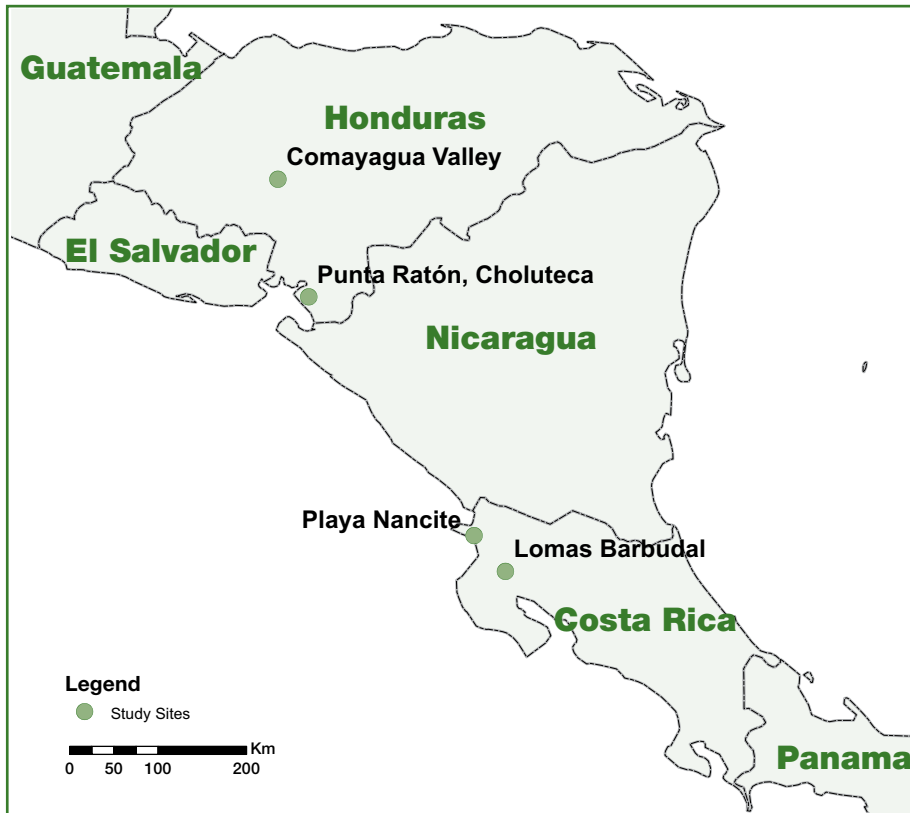 Guatemala
Honduras
Comayagua Valley
El Salvador
Punta Ratón, Choluteca
Nicaragua
Playa Nancite
Lomas Barbudal
Costa Rica
Legend
Study Sites
Km
0 50 100 200
Panama